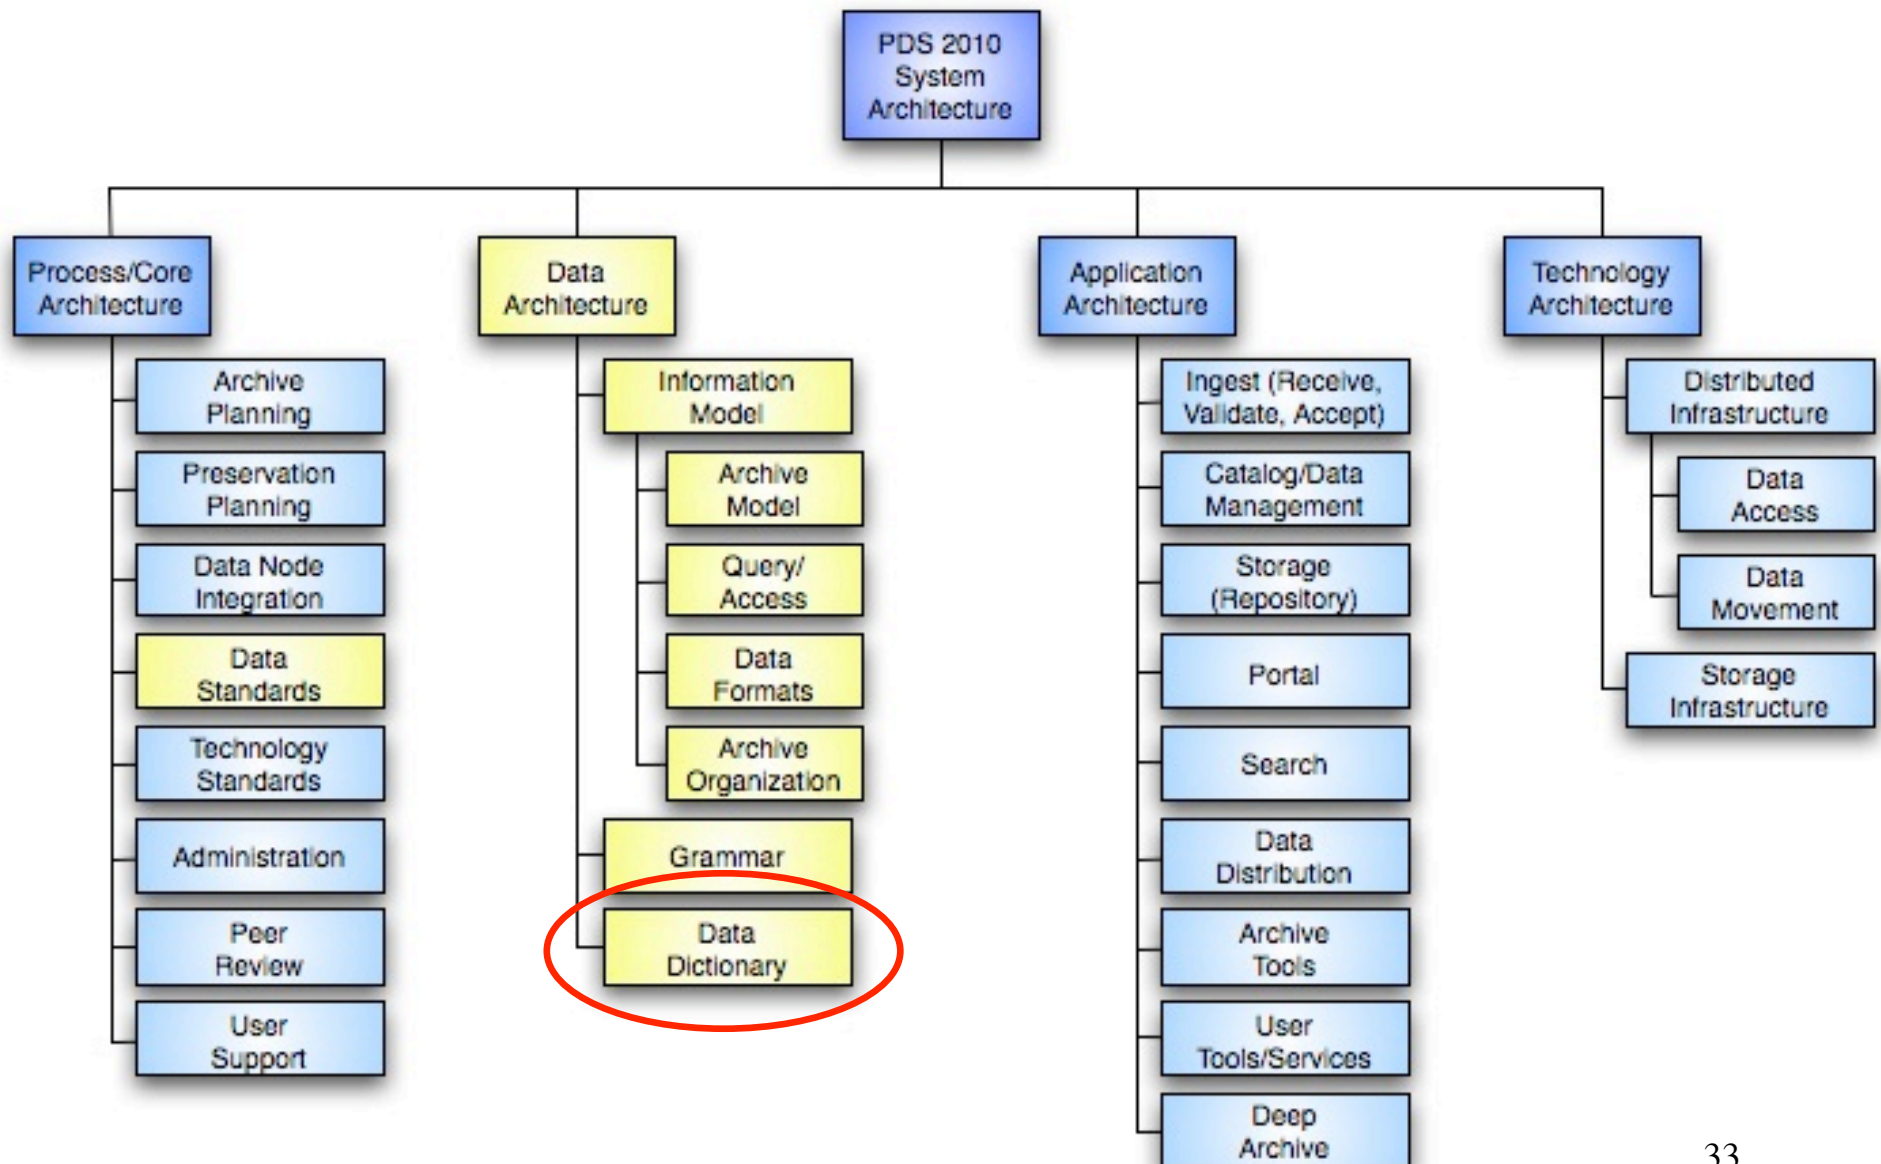 PDS 2010
System
Architecture
Process/Core
Architecture
Archive
Planning
Preservation
Planning
Data Node
Integration
Data
Standards
Technology
Standards
Administration
Peer
Review
User
Support
Data
Architecture
Information
Model
Archive
Model
Query/
Access
Data
Formats
Archive
Organization
Grammar
Data
Dictionary
Application
Architecture
Ingest (Receive,
Validate, Accept)
Catalog/Data
Management
Storage
(Repository)
Portal
Search
Data
Distribution
Archive
Tools
User
Tools/Services
Deep
Archive
Technology
Architecture
Distributed
Infrastructure
Data
Access
Data
Movement
Storage
Infrastructure
33